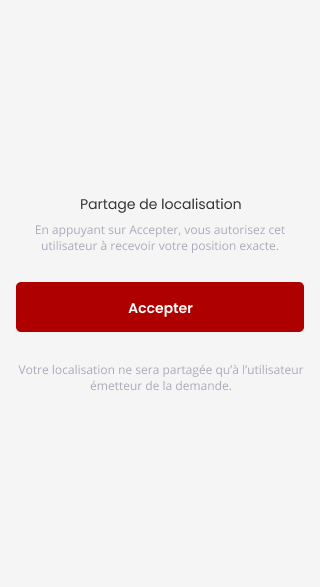 Partage de localisation
En appuyant sur Accepter, vous autorisez cet
utilisateur à recevoir votre position exacte.
Accepter
Votre localisation ne sera partagée qu'à l'utilisateur
émetteur de la demande.